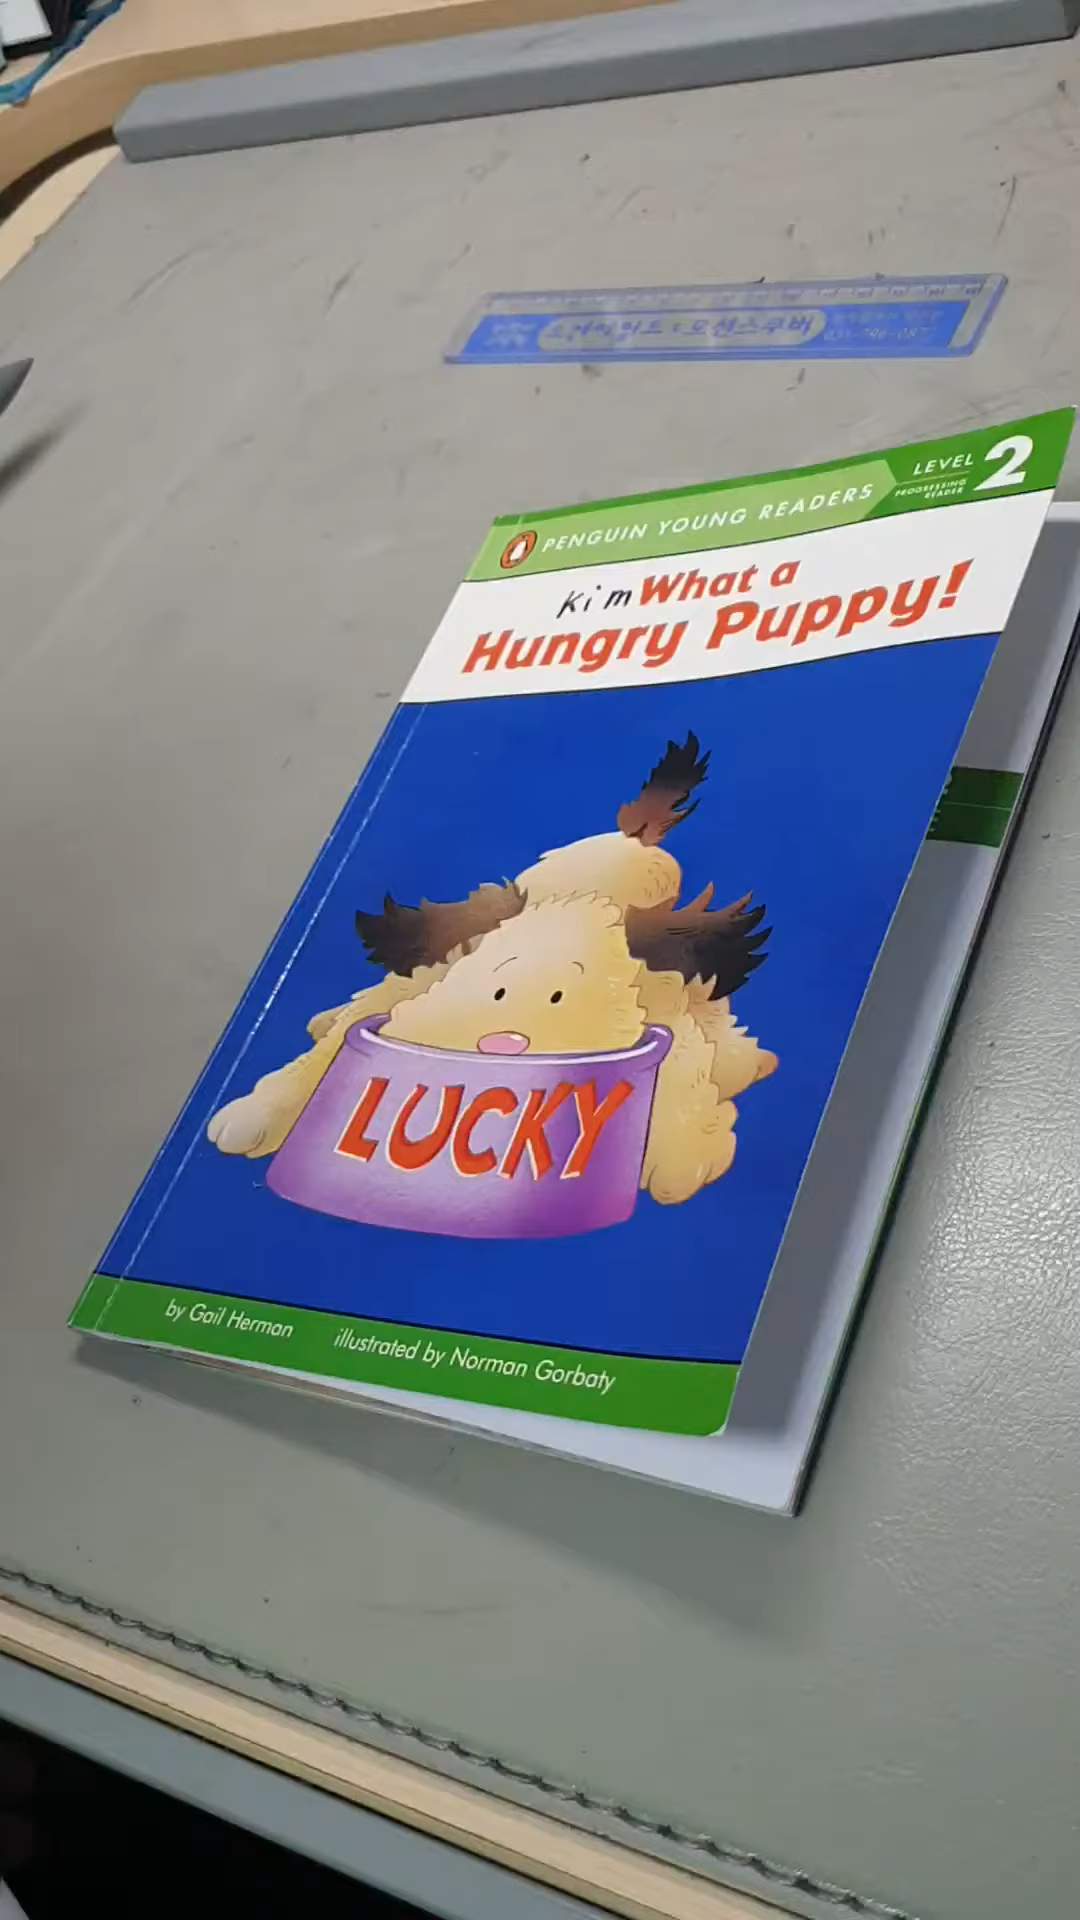 LEVEL 2
PROGRESSING
READER
PENGUIN YOUNG READERS
Kim What a
Hungry Puppy!
LUCKY
by Gail Herman illustrated by Norman Gorbaty